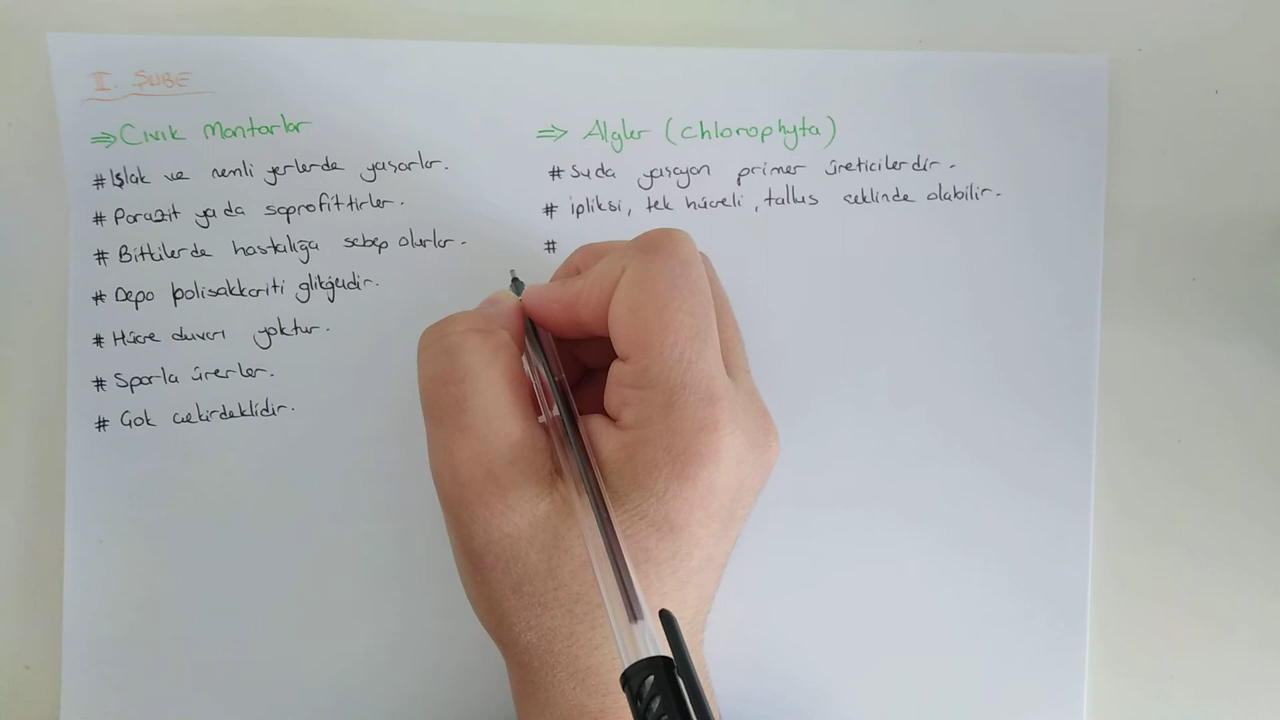 I. ŞUBE
⇒ Cıvık Mantarlar
# Işlak ve nemli yerlerde yaşarlar.
# Parazit ya da saprofittirler.
# Bitkilerde hastalığa sebep olurlar.
# Depo polisakkariti glikojendir.
# Hücre duvarı yoktur.
# Sporla ürerler.
# Çok çekirdeklidir.
⇒ Algler (chlorophyta)
# Suda yaşayan primer üreticilerdir.
# ipliksi, tek hücreli, tallus şeklinde olabilir.
#